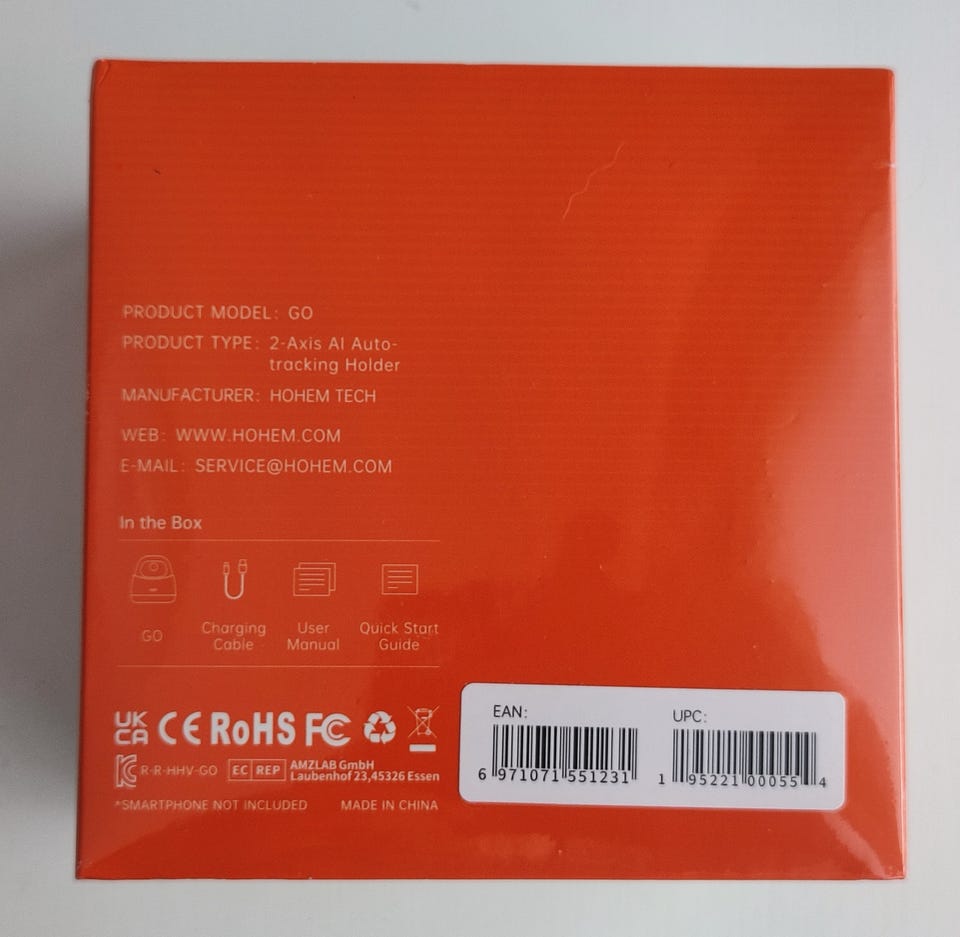 PRODUCT MODEL: GO
PRODUCT TYPE: 2-Axis AI Auto-
tracking Holder
MANUFACTURER: HOHEM TECH
WEB: WWW.HOHEM.COM
E-MAIL: SERVICE@HOHEM.COM
In the Box
GO
Charging
Cable
User
Manual
Quick Start
Guide
UK
CA CE RoHS FC
R-R-HHV-GO EC REP AMZLAB GmbH
Laubenhof 23,45326 Essen
*SMARTPHONE NOT INCLUDED MADE IN CHINA
EAN:
6 971071 551231
UPC:
1 95221 00055 4